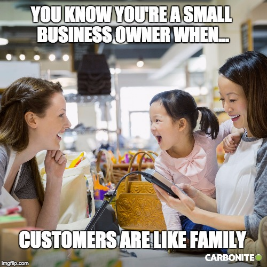 YOU KNOW YOU'RE A SMALL
BUSINESS OWNER WHEN...
CARBONITE
CUSTOMERS ARE LIKE FAMILY
imgflip.com